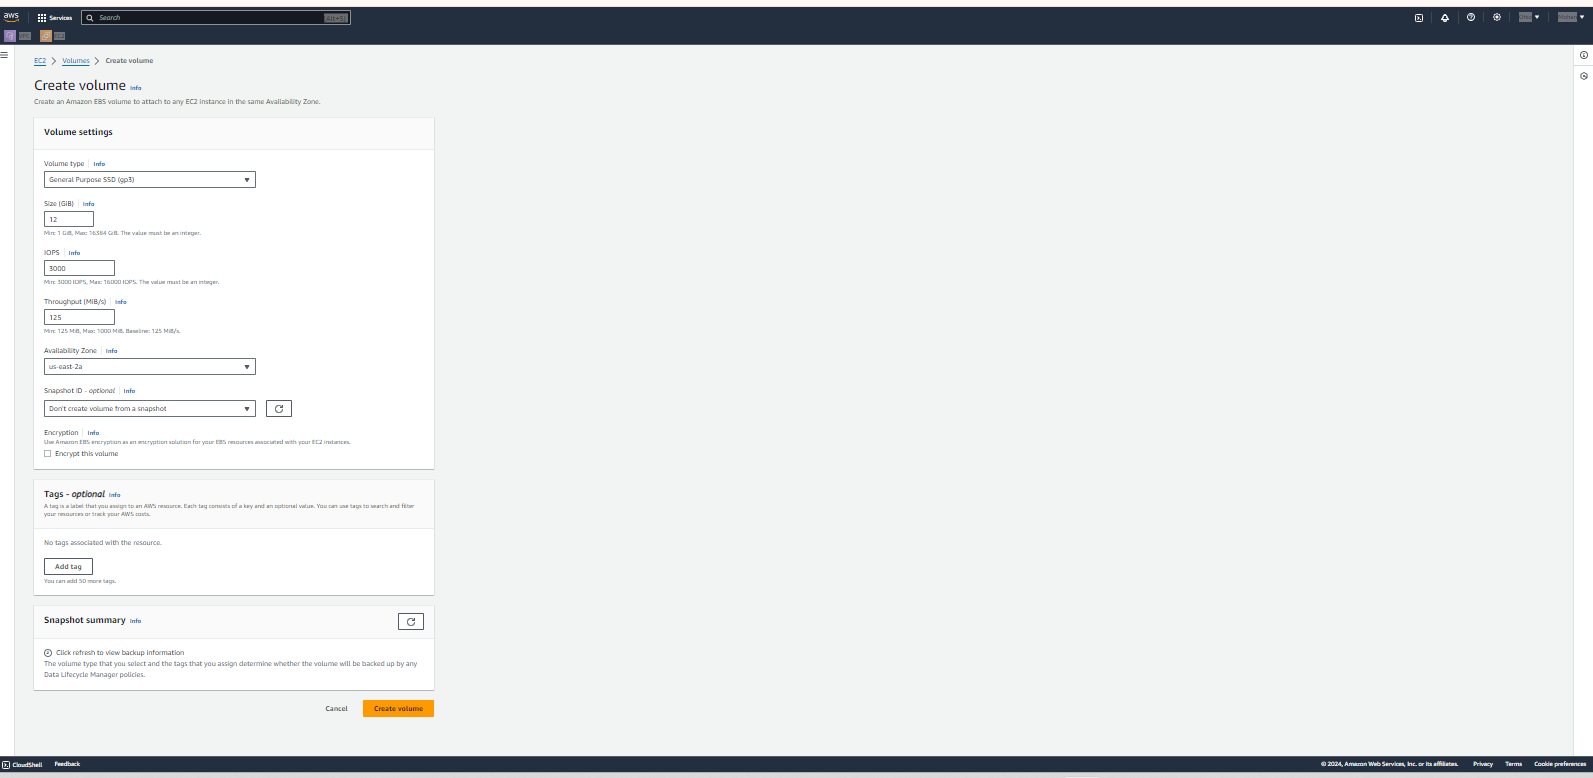 aws
Services
Search
[Alt+S]
EC2
Volumes
Create volume
Create volume Info
Create an Amazon EBS volume to attach to any EC2 instance in the same Availability Zone.
Volume settings
Volume type Info
General Purpose SSD (gp3)
Size (GiB) Info
12
Min: 1 GiB, Max: 16384 GiB. The value must be an integer.
IOPS Info
3000
Min: 3000 IOPS, Max: 16000 IOPS. The value must be an integer.
Throughput (MiB/s) Info
125
Min: 125 MiB, Max: 1000 MiB. Baseline: 125 MiB/s.
Availability Zone Info
us-east-2a
Snapshot ID - optional Info
Don't create volume from a snapshot
Encryption Info
Use Amazon EBS encryption as an encryption solution for your EBS resources associated with your EC2 instances.
Encrypt this volume
Tags - optional Info
A tag is a label that you assign to an AWS resource. Each tag consists of a key and an optional value. You can use tags to search and filter
your resources or track your AWS costs.
No tags associated with the resource.
Add tag
You can add 50 more tags.
Snapshot summary Info
Click refresh to view backup information
The volume type that you select and the tags that you assign determine whether the volume will be backed up by any
Data Lifecycle Manager policies.
Cancel
Create volume
CloudShell
Feedback
© 2024, Amazon Web Services, Inc. or its affiliates.
Privacy
Terms
Cookie preferences